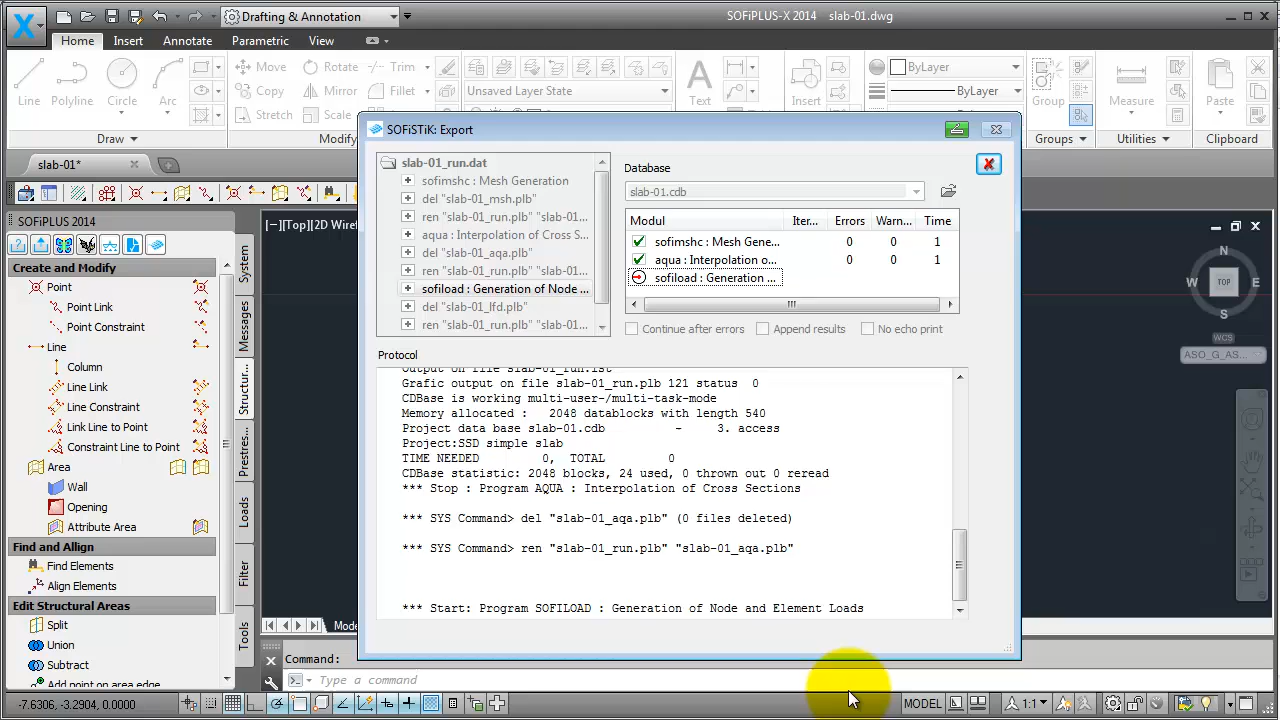 Drafting & Annotation
SOFiPLUS-X 2014 slab-01.dwg
Home Insert Annotate Parametric View
Line Polyline Circle Arc
Move Rotate Trim
Copy Mirror Fillet
Stretch Scale
Unsaved Layer State
Text
Insert
ByLayer
ByLayer
Group
Measure
Paste
Draw
Groups Utilities Clipboard
slab-01*
SOFiSTiK: Export
slab-01_run.dat
sofimshc : Mesh Generation
del "slab-01_msh.plb"
ren "slab-01_run.plb" "slab-01...
aqua : Interpolation of Cross S...
del "slab-01_aqa.plb"
ren "slab-01_run.plb" "slab-01...
sofiload : Generation of Node ...
del "slab-01_lfd.plb"
ren "slab-01_run.plb" "slab-01...
Database
slab-01.cdb
Modul Iter... Errors Warn... Time
sofimshc : Mesh Gene... 0 0 1
aqua : Interpolation o... 0 0 1
sofiload : Generation ...
Continue after errors Append results No echo print
Protocol
Output on file slab-01_run.lst
Grafic output on file slab-01_run.plb 121 status 0
CDBase is working multi-user-/multi-task-mode
Memory allocated : 2048 datablocks with length 540
Project data base slab-01.cdb - 3. access
Project:SSD simple slab
TIME NEEDED 0, TOTAL 0
CDBase statistic: 2048 blocks, 24 used, 0 thrown out 0 reread
*** Stop : Program AQUA : Interpolation of Cross Sections
*** SYS Command> del "slab-01_aqa.plb" (0 files deleted)
*** SYS Command> ren "slab-01_run.plb" "slab-01_aqa.plb"
*** Start: Program SOFILOAD : Generation of Node and Element Loads
SOFiPLUS 2014
Create and Modify
Point
Point Link
Point Constraint
Line
Column
Line Link
Line Constraint
Link Line to Point
Constraint Line to Point
Area
Wall
Opening
Attribute Area
Find and Align
Find Elements
Align Elements
Edit Structural Areas
Split
Union
Subtract
Add point on area edge
System
Messages
Structur...
Prestres...
Loads
Filter
Tools
[−][Top][2D Wire
N
W TOP E
S
WCS
ASO_G_AS...
Command:
Type a command
-7.6306, -3.2904, 0.0000
MODEL
1:1